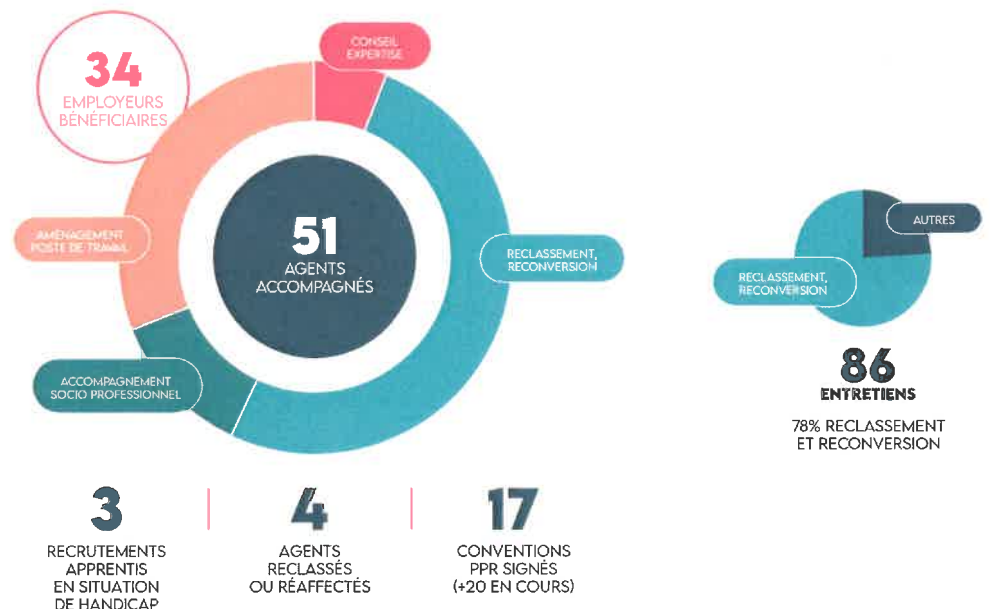 CONSEIL
EXPERTISE
34
EMPLOYEURS
BÉNÉFICIAIRES
AMÉNAGEMENT
POSTE DE TRAVAIL
51
AGENTS
ACCOMPAGNÉS
RECLASSEMENT,
RECONVERSION
ACCOMPAGNEMENT
SOCIO PROFESSIONNEL
AUTRES
RECLASSEMENT,
RECONVERSION
86
ENTRETIENS
78% RECLASSEMENT
ET RECONVERSION
3
RECRUTEMENTS
APPRENTIS
EN SITUATION
DE HANDICAP
4
AGENTS
RECLASSÉS
OU RÉAFFECTÉS
17
CONVENTIONS
PPR SIGNÉS
(+20 EN COURS)